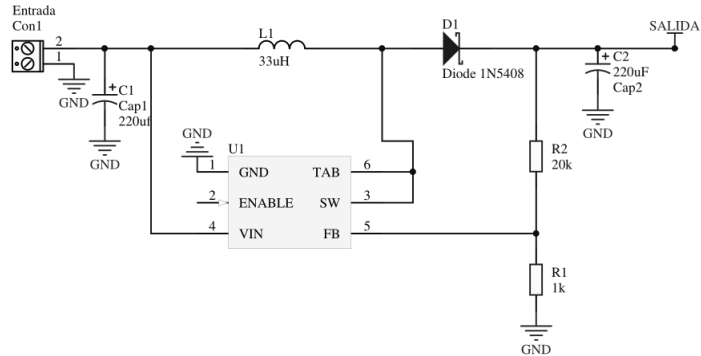 Entrada
Con1
2
1
GND
C1
Cap1
220uf
GND
L1
33uH
D1
Diode 1N5408
SALIDA
C2
220uF
Cap2
GND
GND
U1
1 GND TAB 6
2 ENABLE SW 3
4 VIN FB 5
R2
20k
R1
1k
GND